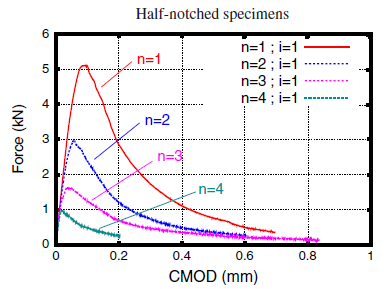 Half-notched specimens
6
5
4
3
2
1
0
Force (kN)
n=1 ; i=1
n=2 ; i=1
n=3 ; i=1
n=4 ; i=1
n=1
n=2
n=3
n=4
0 0.2 0.4 0.6 0.8 1
CMOD (mm)